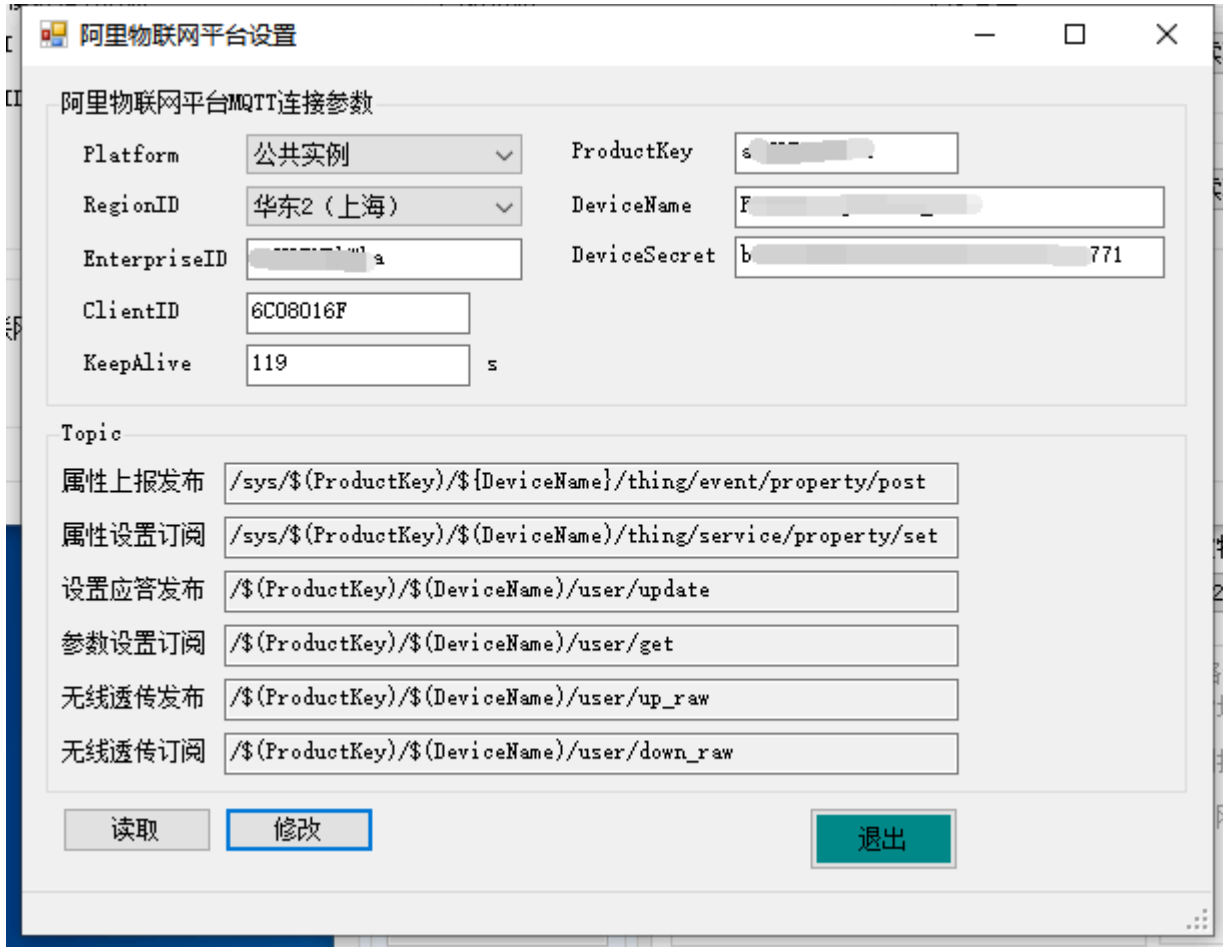 阿里物联网平台设置
阿里物联网平台MQTT连接参数
Platform 公共实例
ProductKey
RegionID 华东2（上海）
DeviceName
EnterpriseID
DeviceSecret b 771
ClientID 6C08016F
KeepAlive 119 s
Topic
属性上报发布 /sys/$(ProductKey)/${DeviceName}/thing/event/property/post
属性设置订阅 /sys/$(ProductKey)/$(DeviceName)/thing/service/property/set
设置应答发布 /$(ProductKey)/$(DeviceName)/user/update
参数设置订阅 /$(ProductKey)/$(DeviceName)/user/get
无线透传发布 /$(ProductKey)/$(DeviceName)/user/up_raw
无线透传订阅 /$(ProductKey)/$(DeviceName)/user/down_raw
读取 修改 退出